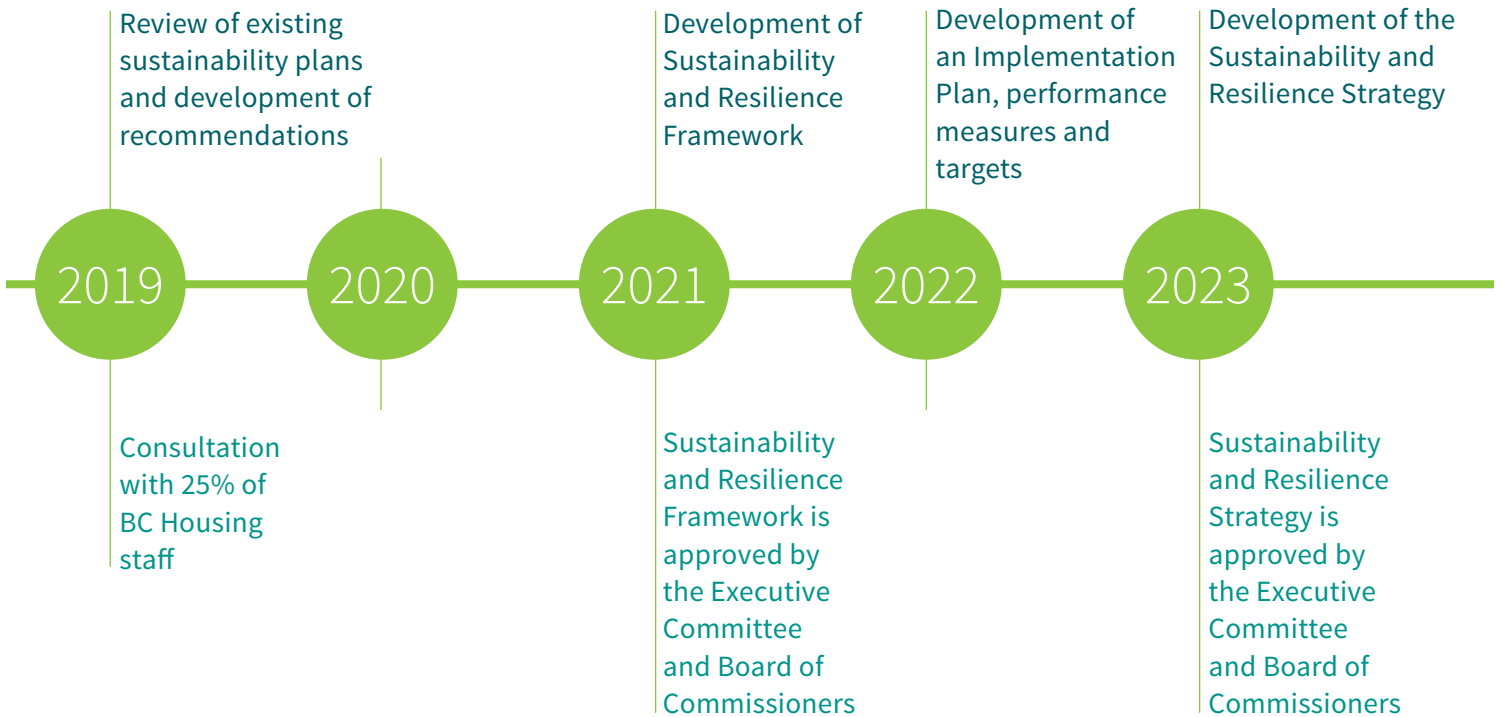 Review of existing
sustainability plans
and development of
recommendations
Development of
Sustainability
and Resilience
Framework
Development of
an Implementation
Plan, performance
measures and
targets
Development of the
Sustainability and
Resilience Strategy
2019
2020
2021
2022
2023
Consultation
with 25% of
BC Housing
staff
Sustainability
and Resilience
Framework is
approved by
the Executive
Committee
and Board of
Commissioners
Sustainability
and Resilience
Strategy is
approved by
the Executive
Committee
and Board of
Commissioners